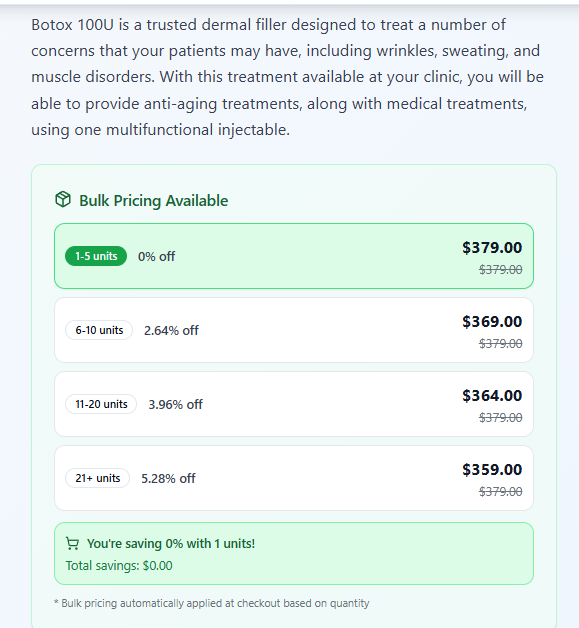 Botox 100U is a trusted dermal filler designed to treat a number of
concerns that your patients may have, including wrinkles, sweating, and
muscle disorders. With this treatment available at your clinic, you will be
able to provide anti-aging treatments, along with medical treatments,
using one multifunctional injectable.
Bulk Pricing Available
1-5 units 0% off $379.00
$379.00
6-10 units 2.64% off $369.00
$379.00
11-20 units 3.96% off $364.00
$379.00
21+ units 5.28% off $359.00
$379.00
You're saving 0% with 1 units!
Total savings: $0.00
* Bulk pricing automatically applied at checkout based on quantity